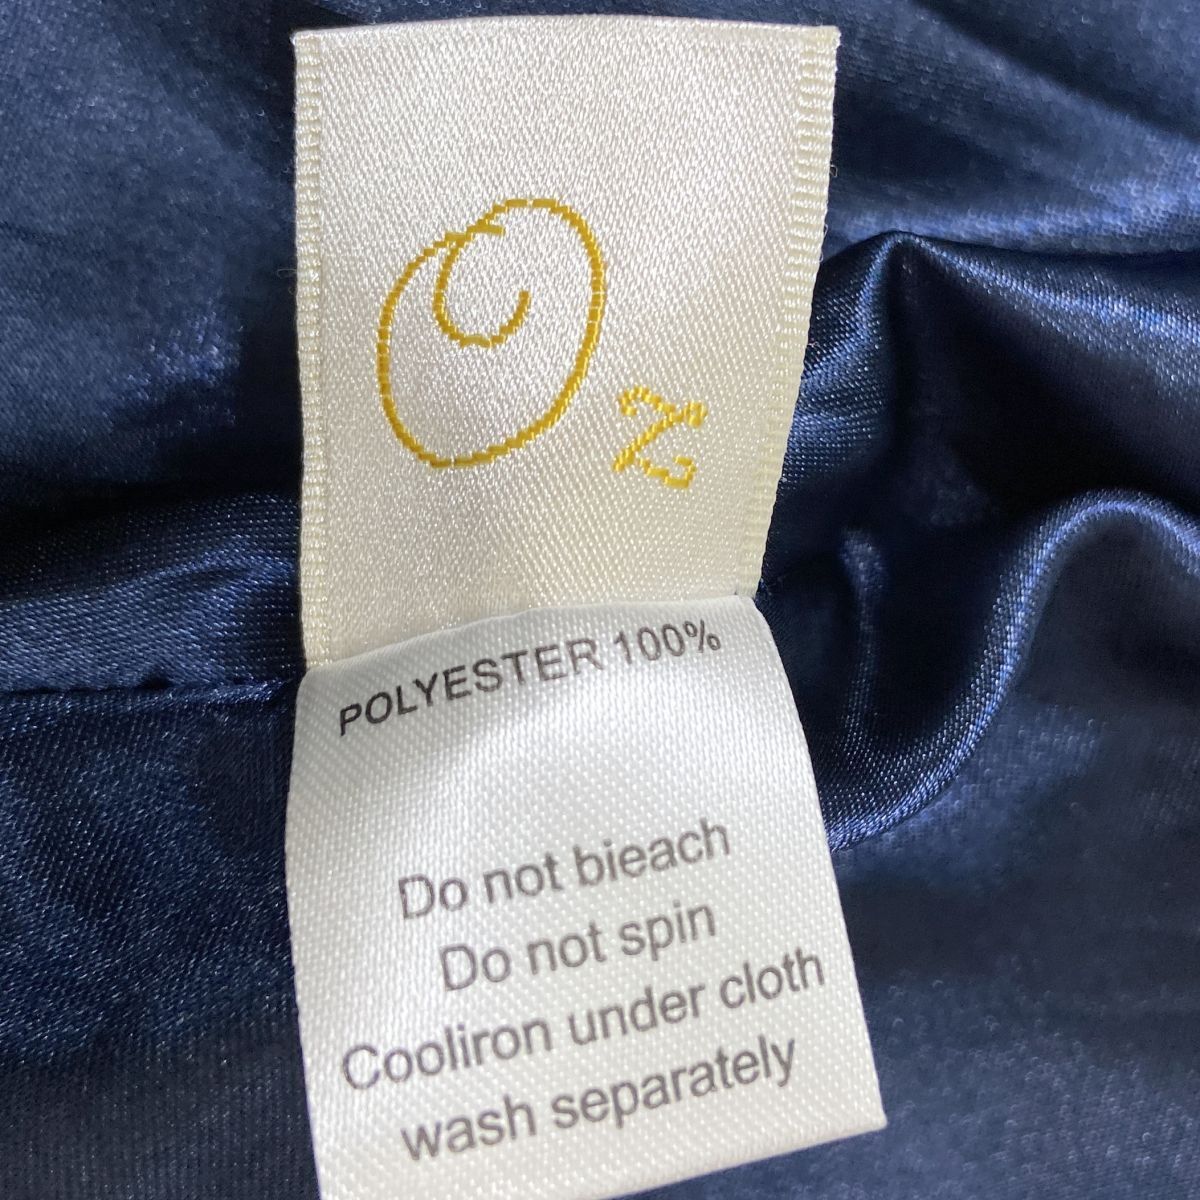 Oz
POLYESTER 100%
Do not bieach
Do not spin
Cooliron under cloth
wash separately